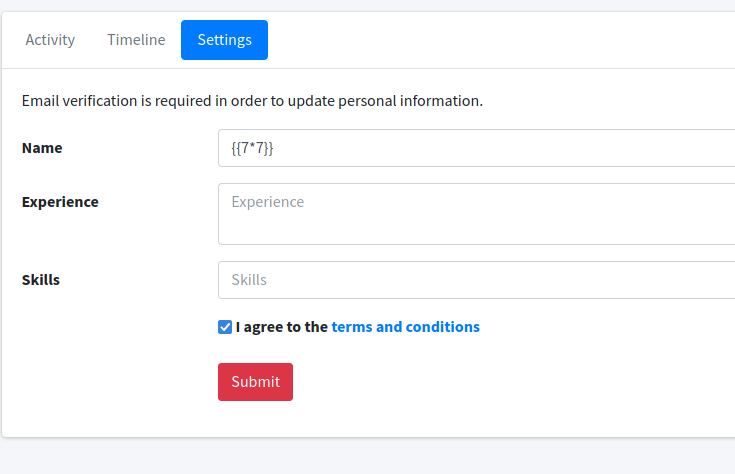 Activity Timeline Settings
Email verification is required in order to update personal information.
Name {{7*7}}
Experience Experience
Skills Skills
I agree to the terms and conditions
Submit